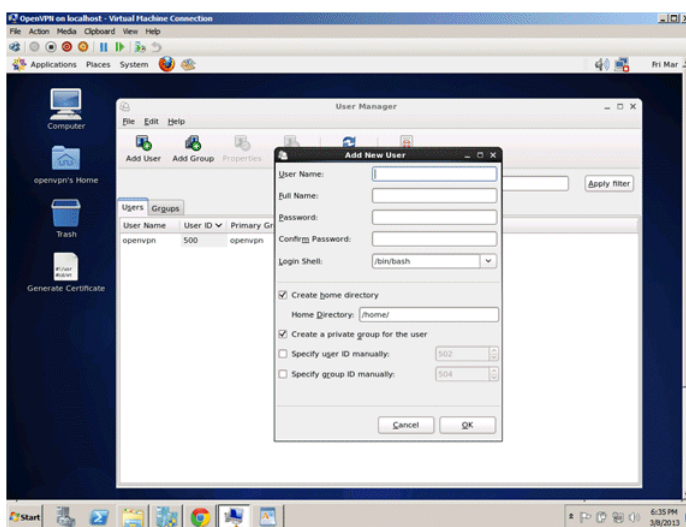 OpenVPN on localhost - Virtual Machine Connection
File Action Media Clipboard View Help
Applications Places System
Fri Mar
Computer
openvpn's Home
Trash
Generate Certificate
User Manager
File Edit Help
Add User Add Group Properties
Apply filter
Users Groups
User Name User ID Primary Gr
openvpn 500 openvpn
Add New User
User Name:
Full Name:
Password:
Confirm Password:
Login Shell: /bin/bash
Create home directory
Home Directory: /home/
Create a private group for the user
Specify user ID manually: 502
Specify group ID manually: 504
Cancel OK
Start
6:35 PM
3/8/2013